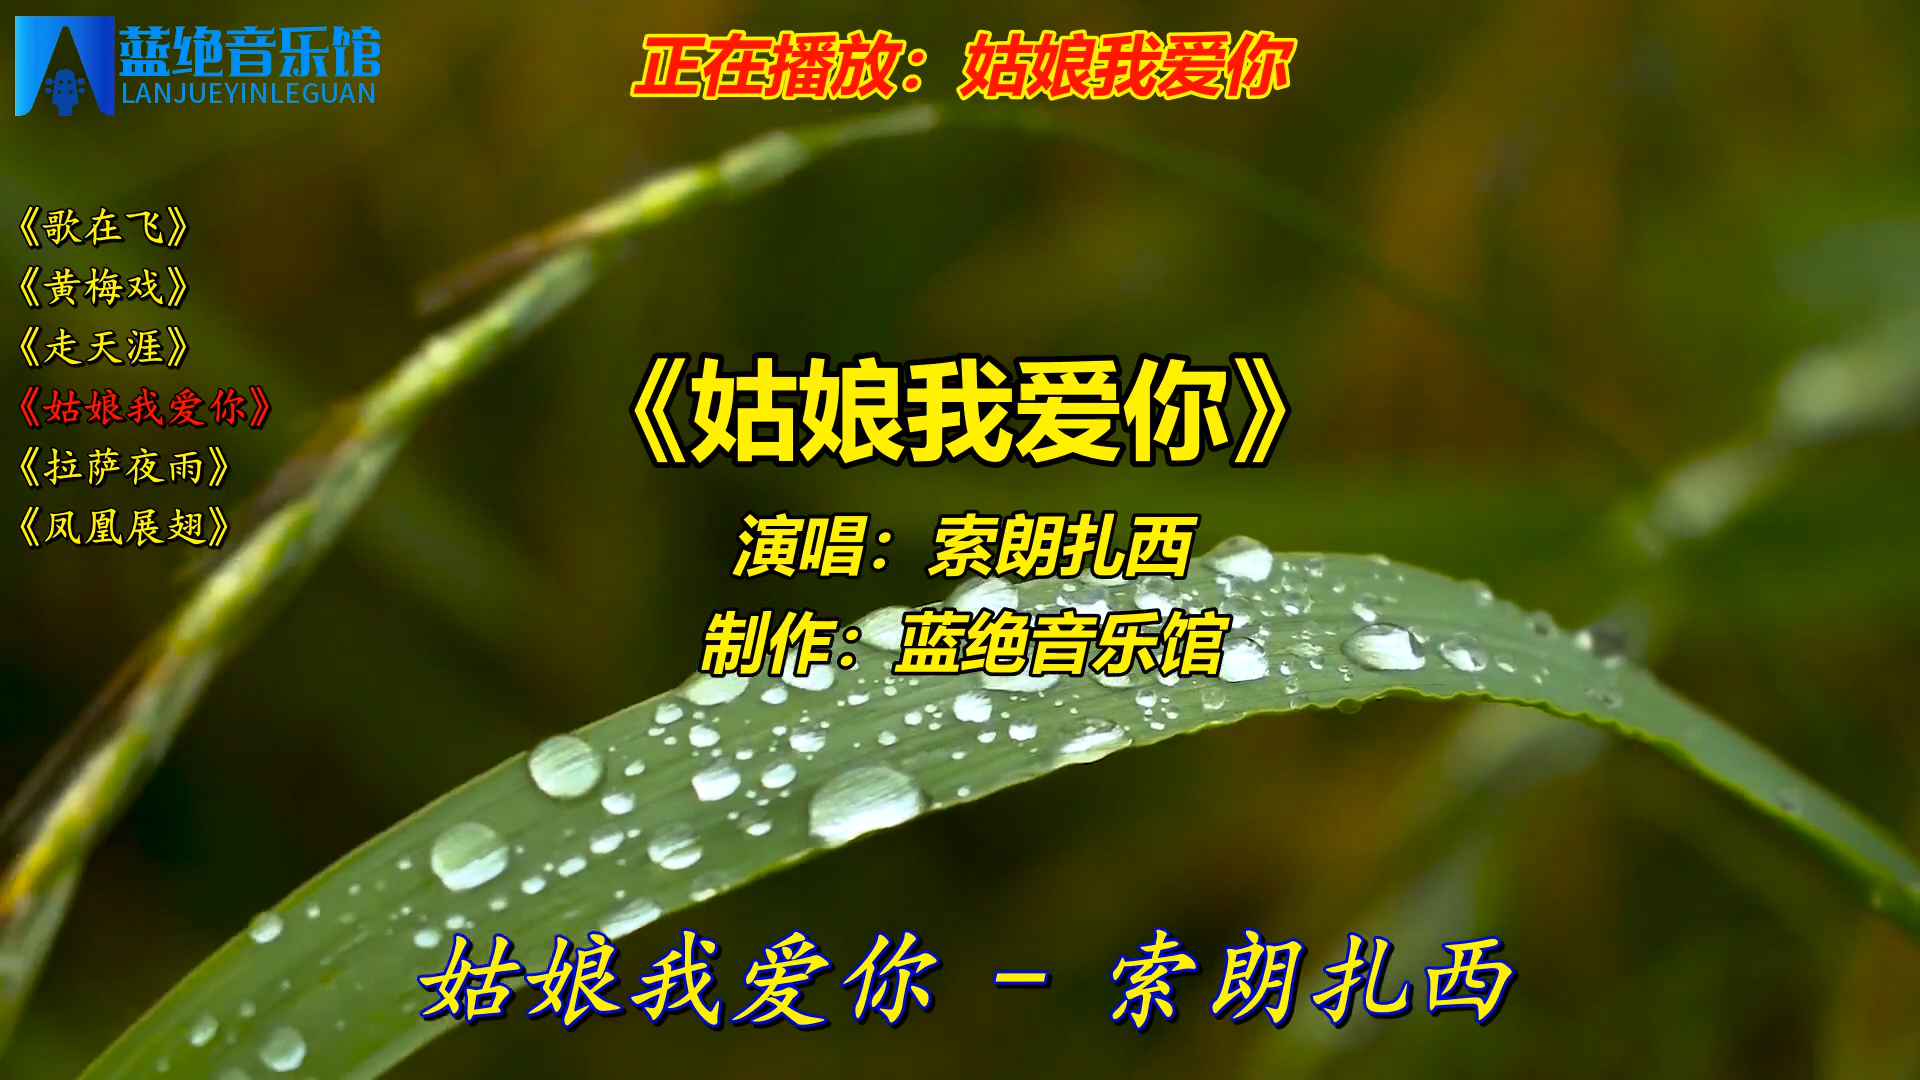 蓝绝音乐馆
LANJUEYINLEGUAN
正在播放：姑娘我爱你
《歌在飞》
《黄梅戏》
《走天涯》
《姑娘我爱你》
《拉萨夜雨》
《凤凰展翅》
《姑娘我爱你》
演唱：索朗扎西
制作：蓝绝音乐馆
姑娘我爱你 - 索朗扎西